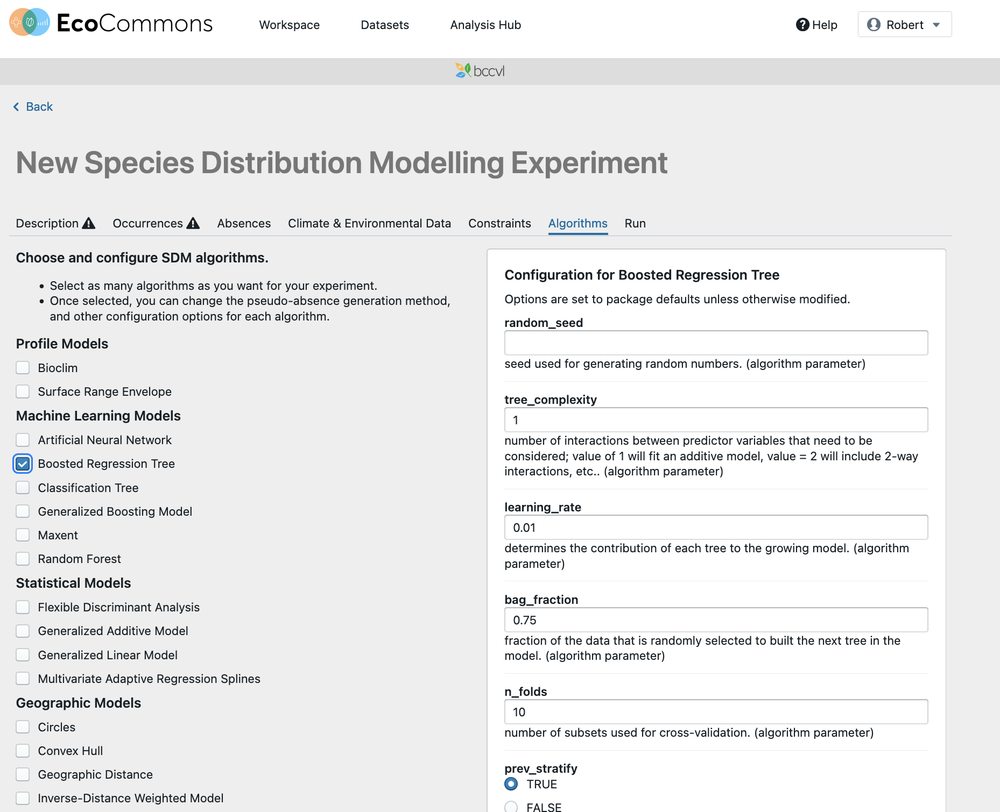 EcoCommons
Workspace
Datasets
Analysis Hub
Help
Robert
bccvl
Back
New Species Distribution Modelling Experiment
Description
Occurrences
Absences
Climate & Environmental Data
Constraints
Algorithms
Run
Choose and configure SDM algorithms.
• Select as many algorithms as you want for your experiment.
• Once selected, you can change the pseudo-absence generation method,
and other configuration options for each algorithm.
Profile Models
Bioclim
Surface Range Envelope
Machine Learning Models
Artificial Neural Network
Boosted Regression Tree
Classification Tree
Generalized Boosting Model
Maxent
Random Forest
Statistical Models
Flexible Discriminant Analysis
Generalized Additive Model
Generalized Linear Model
Multivariate Adaptive Regression Splines
Geographic Models
Circles
Convex Hull
Geographic Distance
Inverse-Distance Weighted Model
Configuration for Boosted Regression Tree
Options are set to package defaults unless otherwise modified.
random_seed
seed used for generating random numbers. (algorithm parameter)
tree_complexity
1
number of interactions between predictor variables that need to be
considered; value of 1 will fit an additive model, value = 2 will include 2-way
interactions, etc.. (algorithm parameter)
learning_rate
0.01
determines the contribution of each tree to the growing model. (algorithm
parameter)
bag_fraction
0.75
fraction of the data that is randomly selected to built the next tree in the
model. (algorithm parameter)
n_folds
10
number of subsets used for cross-validation. (algorithm parameter)
prev_stratify
TRUE
FALSE